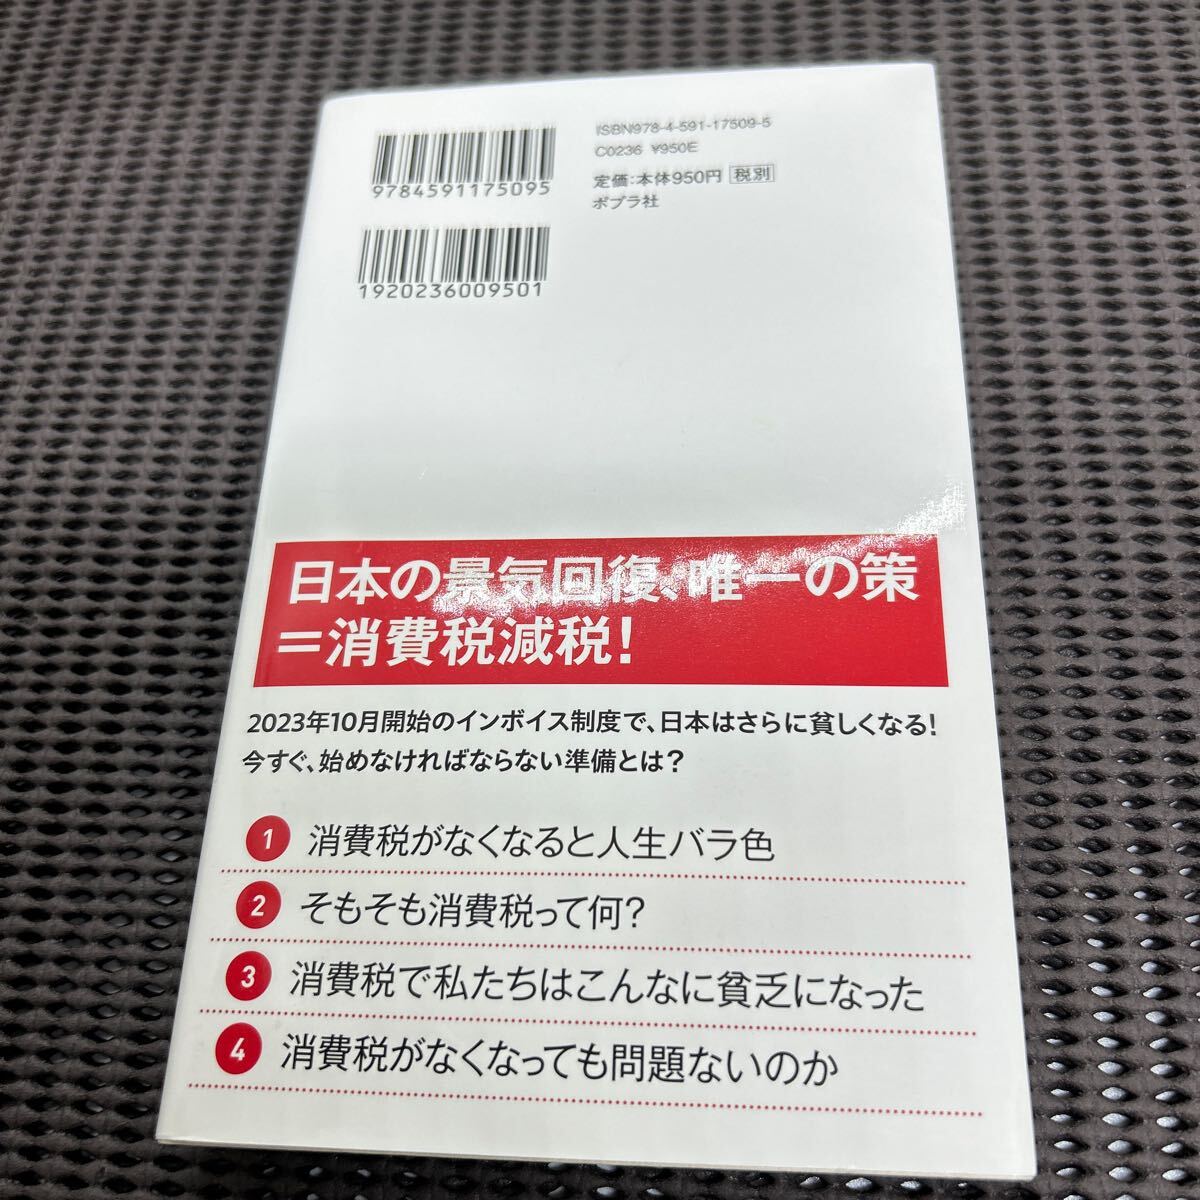 9784591175095
1920236009501
ISBN978-4-591-17509-5
C0236 ¥950E
定価:本体950円 税別
ポプラ社
日本の景気回復、唯一の策
=消費税減税!
2023年10月開始のインボイス制度で、日本はさらに貧しくなる!
今すぐ、始めなければならない準備とは?
1 消費税がなくなると人生バラ色
2 そもそも消費税って何?
3 消費税で私たちはこんなに貧乏になった
4 消費税がなくなっても問題ないのか